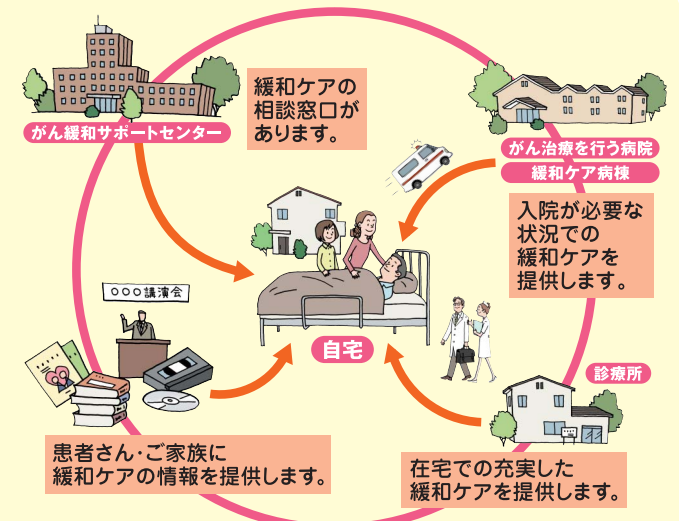 緩和ケアの
相談窓口が
あります。
がん緩和サポートセンター
がん治療を行う病院
緩和ケア病棟
入院が必要な
状況での
緩和ケアを
提供します。
○○○講演会
自宅
診療所
患者さん・ご家族に
緩和ケアの情報を提供します。
在宅での充実した
緩和ケアを提供します。